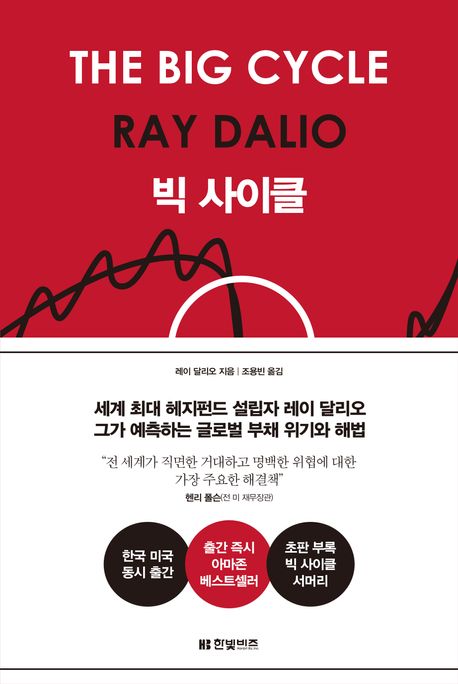 THE BIG CYCLE
RAY DALIO
빅 사이클
레이 달리오 지음 | 조용빈 옮김
세계 최대 헤지펀드 설립자 레이 달리오
그가 예측하는 글로벌 부채 위기와 해법
“전 세계가 직면한 거대하고 명백한 위협에 대한
가장 주요한 해결책”
헨리 폴슨(전 미 재무장관)
한국 미국
동시 출간
출간 즉시
아마존
베스트셀러
초판 부록
빅 사이클
서머리
HB 한빛비즈